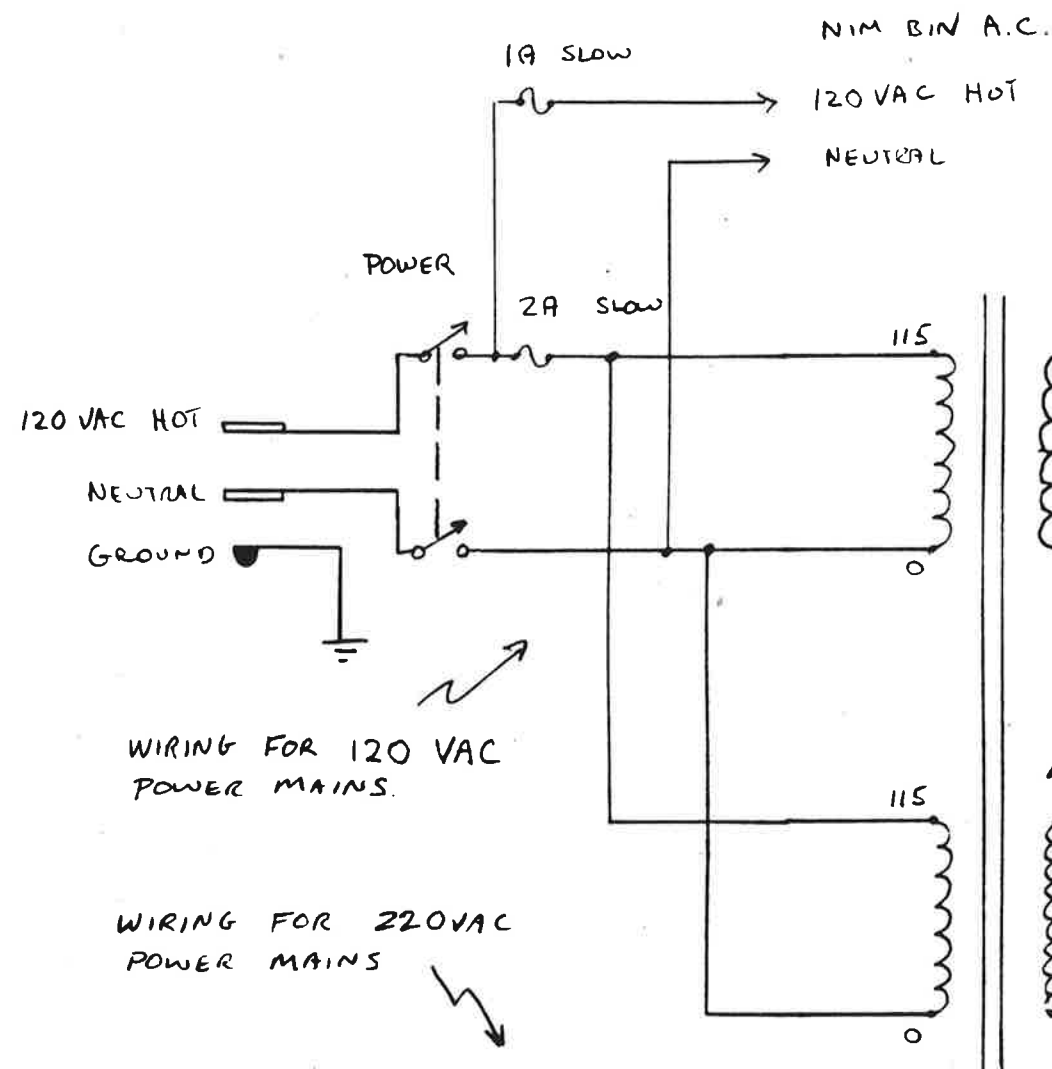 NIM BIN A.C.
1A SLOW
120 VAC HOT
NEUTRAL
POWER
2A SLOW
115
120 VAC HOT
NEUTRAL
GROUND
0
WIRING FOR 120 VAC
POWER MAINS.
115
WIRING FOR 220VAC
POWER MAINS
0